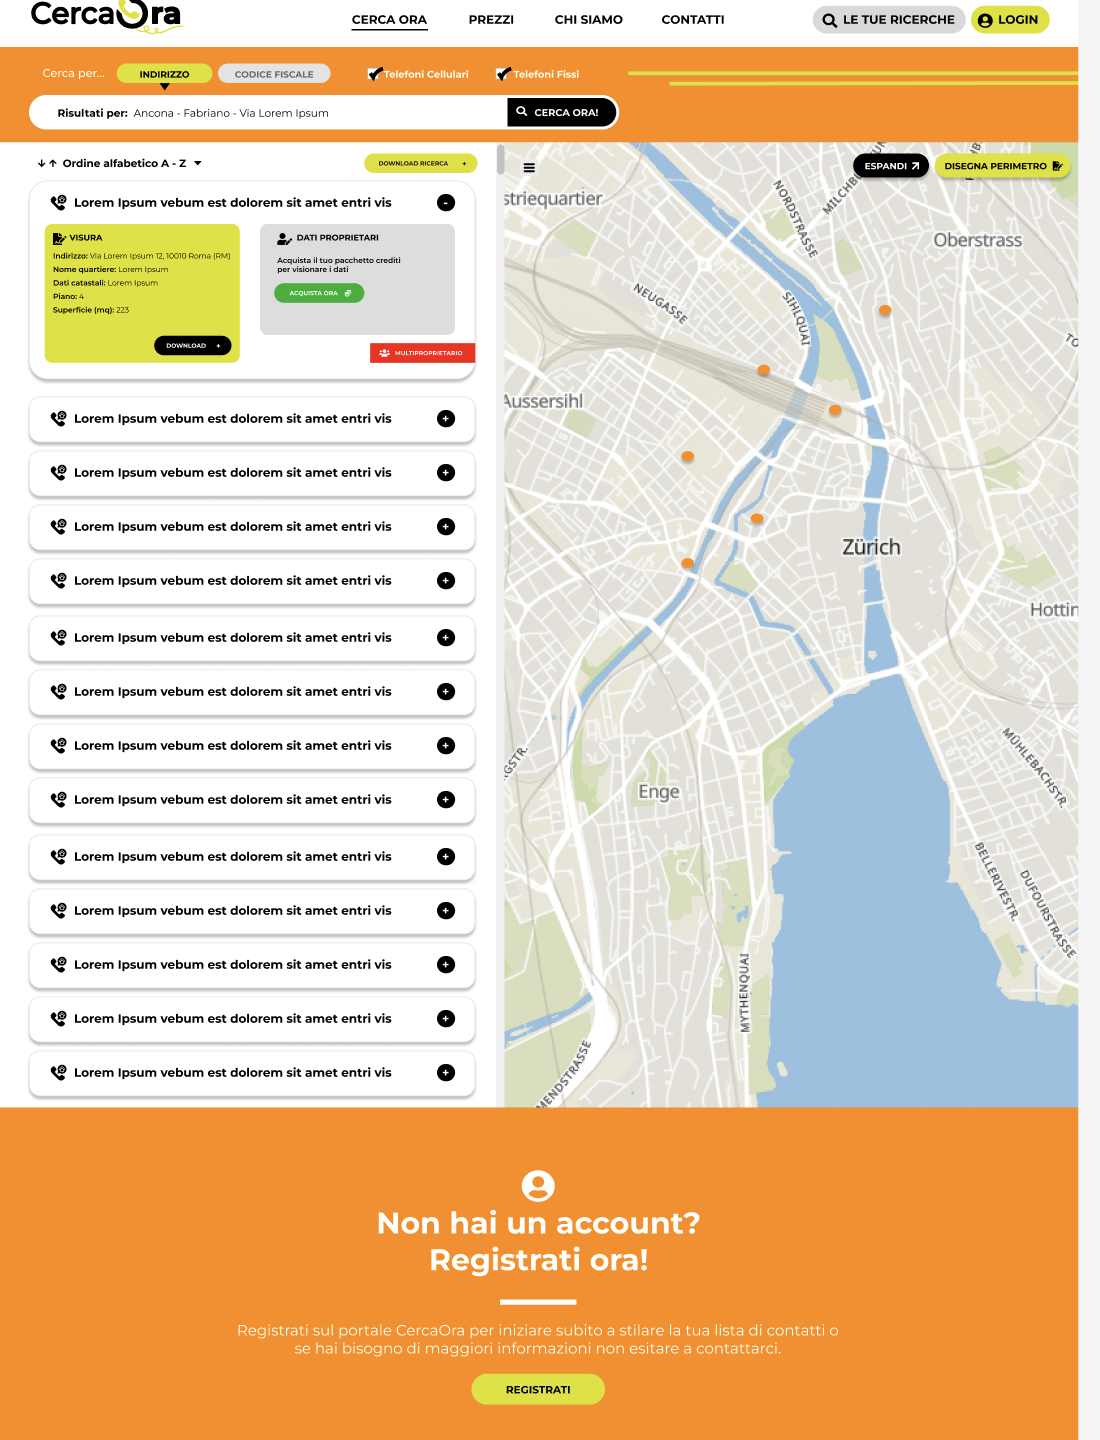 CercaOra
CERCA ORA
PREZZI
CHI SIAMO
CONTATTI
LE TUE RICERCHE
LOGIN
Cerca per...
INDIRIZZO
CODICE FISCALE
Telefoni Cellulari
Telefoni Fissi
Risultati per: Ancona - Fabriano - Via Lorem Ipsum
CERCA ORA!
Ordine alfabetico A - Z
DOWNLOAD RICERCA +
Lorem Ipsum vebum est dolorem sit amet entri vis -
VISURA
Indirizzo: Via Lorem Ipsum 12, 10010 Roma (RM)
Nome quartiere: Lorem Ipsum
Dati catastali: Lorem Ipsum
Piano: 4
Superficie (mq): 223
DOWNLOAD +
DATI PROPRIETARI
Acquista il tuo pacchetto crediti
per visionare i dati
ACQUISTA ORA
MULTIPROPRIETARIO
Lorem Ipsum vebum est dolorem sit amet entri vis +
Lorem Ipsum vebum est dolorem sit amet entri vis +
Lorem Ipsum vebum est dolorem sit amet entri vis +
Lorem Ipsum vebum est dolorem sit amet entri vis +
Lorem Ipsum vebum est dolorem sit amet entri vis +
Lorem Ipsum vebum est dolorem sit amet entri vis +
Lorem Ipsum vebum est dolorem sit amet entri vis +
Lorem Ipsum vebum est dolorem sit amet entri vis +
Lorem Ipsum vebum est dolorem sit amet entri vis +
Lorem Ipsum vebum est dolorem sit amet entri vis +
Lorem Ipsum vebum est dolorem sit amet entri vis +
Lorem Ipsum vebum est dolorem sit amet entri vis +
Lorem Ipsum vebum est dolorem sit amet entri vis +
ESPANDI
DISEGNA PERIMETRO
striequartier
NORDSTRASSE
MILCHBU
Oberstrass
NEUGASSE
SIHLQUAI
Aussersihl
Zürich
Hottin
GSTR.
Enge
MÜHLEBACHSTR.
BELLERIVESTR.
DUFOURSTRASSE
MYTHENQUAI
MENDSTRASSE
Non hai un account?
Registrati ora!
Registrati sul portale CercaOra per iniziare subito a stilare la tua lista di contatti o
se hai bisogno di maggiori informazioni non esitare a contattarci.
REGISTRATI